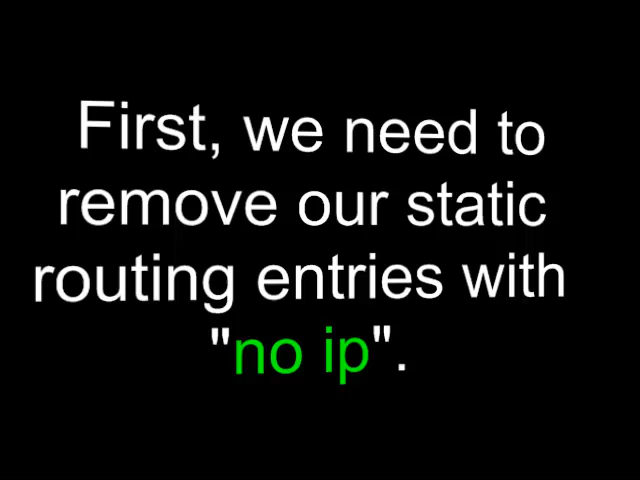 First, we need to
remove our static
routing entries with
"no ip".